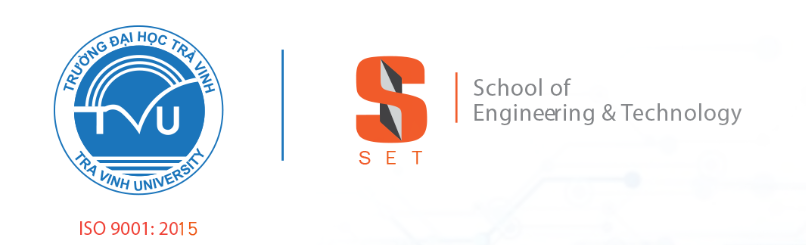 TRƯỜNG ĐẠI HỌC TRÀ VINH
TVU
TRA VINH UNIVERSITY
ISO 9001: 2015
SET
School of
Engineering & Technology